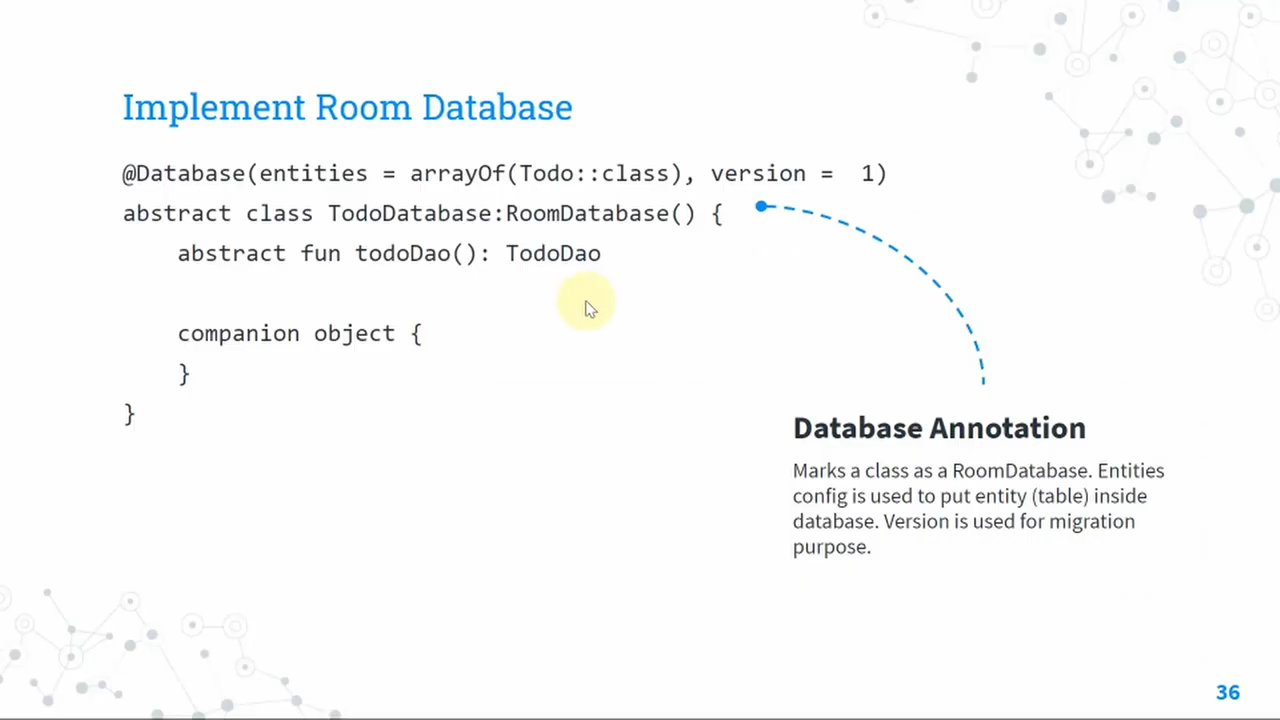 Implement Room Database
@Database(entities = arrayOf(Todo::class), version =  1)
abstract class TodoDatabase:RoomDatabase() {
    abstract fun todoDao(): TodoDao
    companion object {
    }
}
Database Annotation
Marks a class as a RoomDatabase. Entities
config is used to put entity (table) inside
database. Version is used for migration
purpose.
36